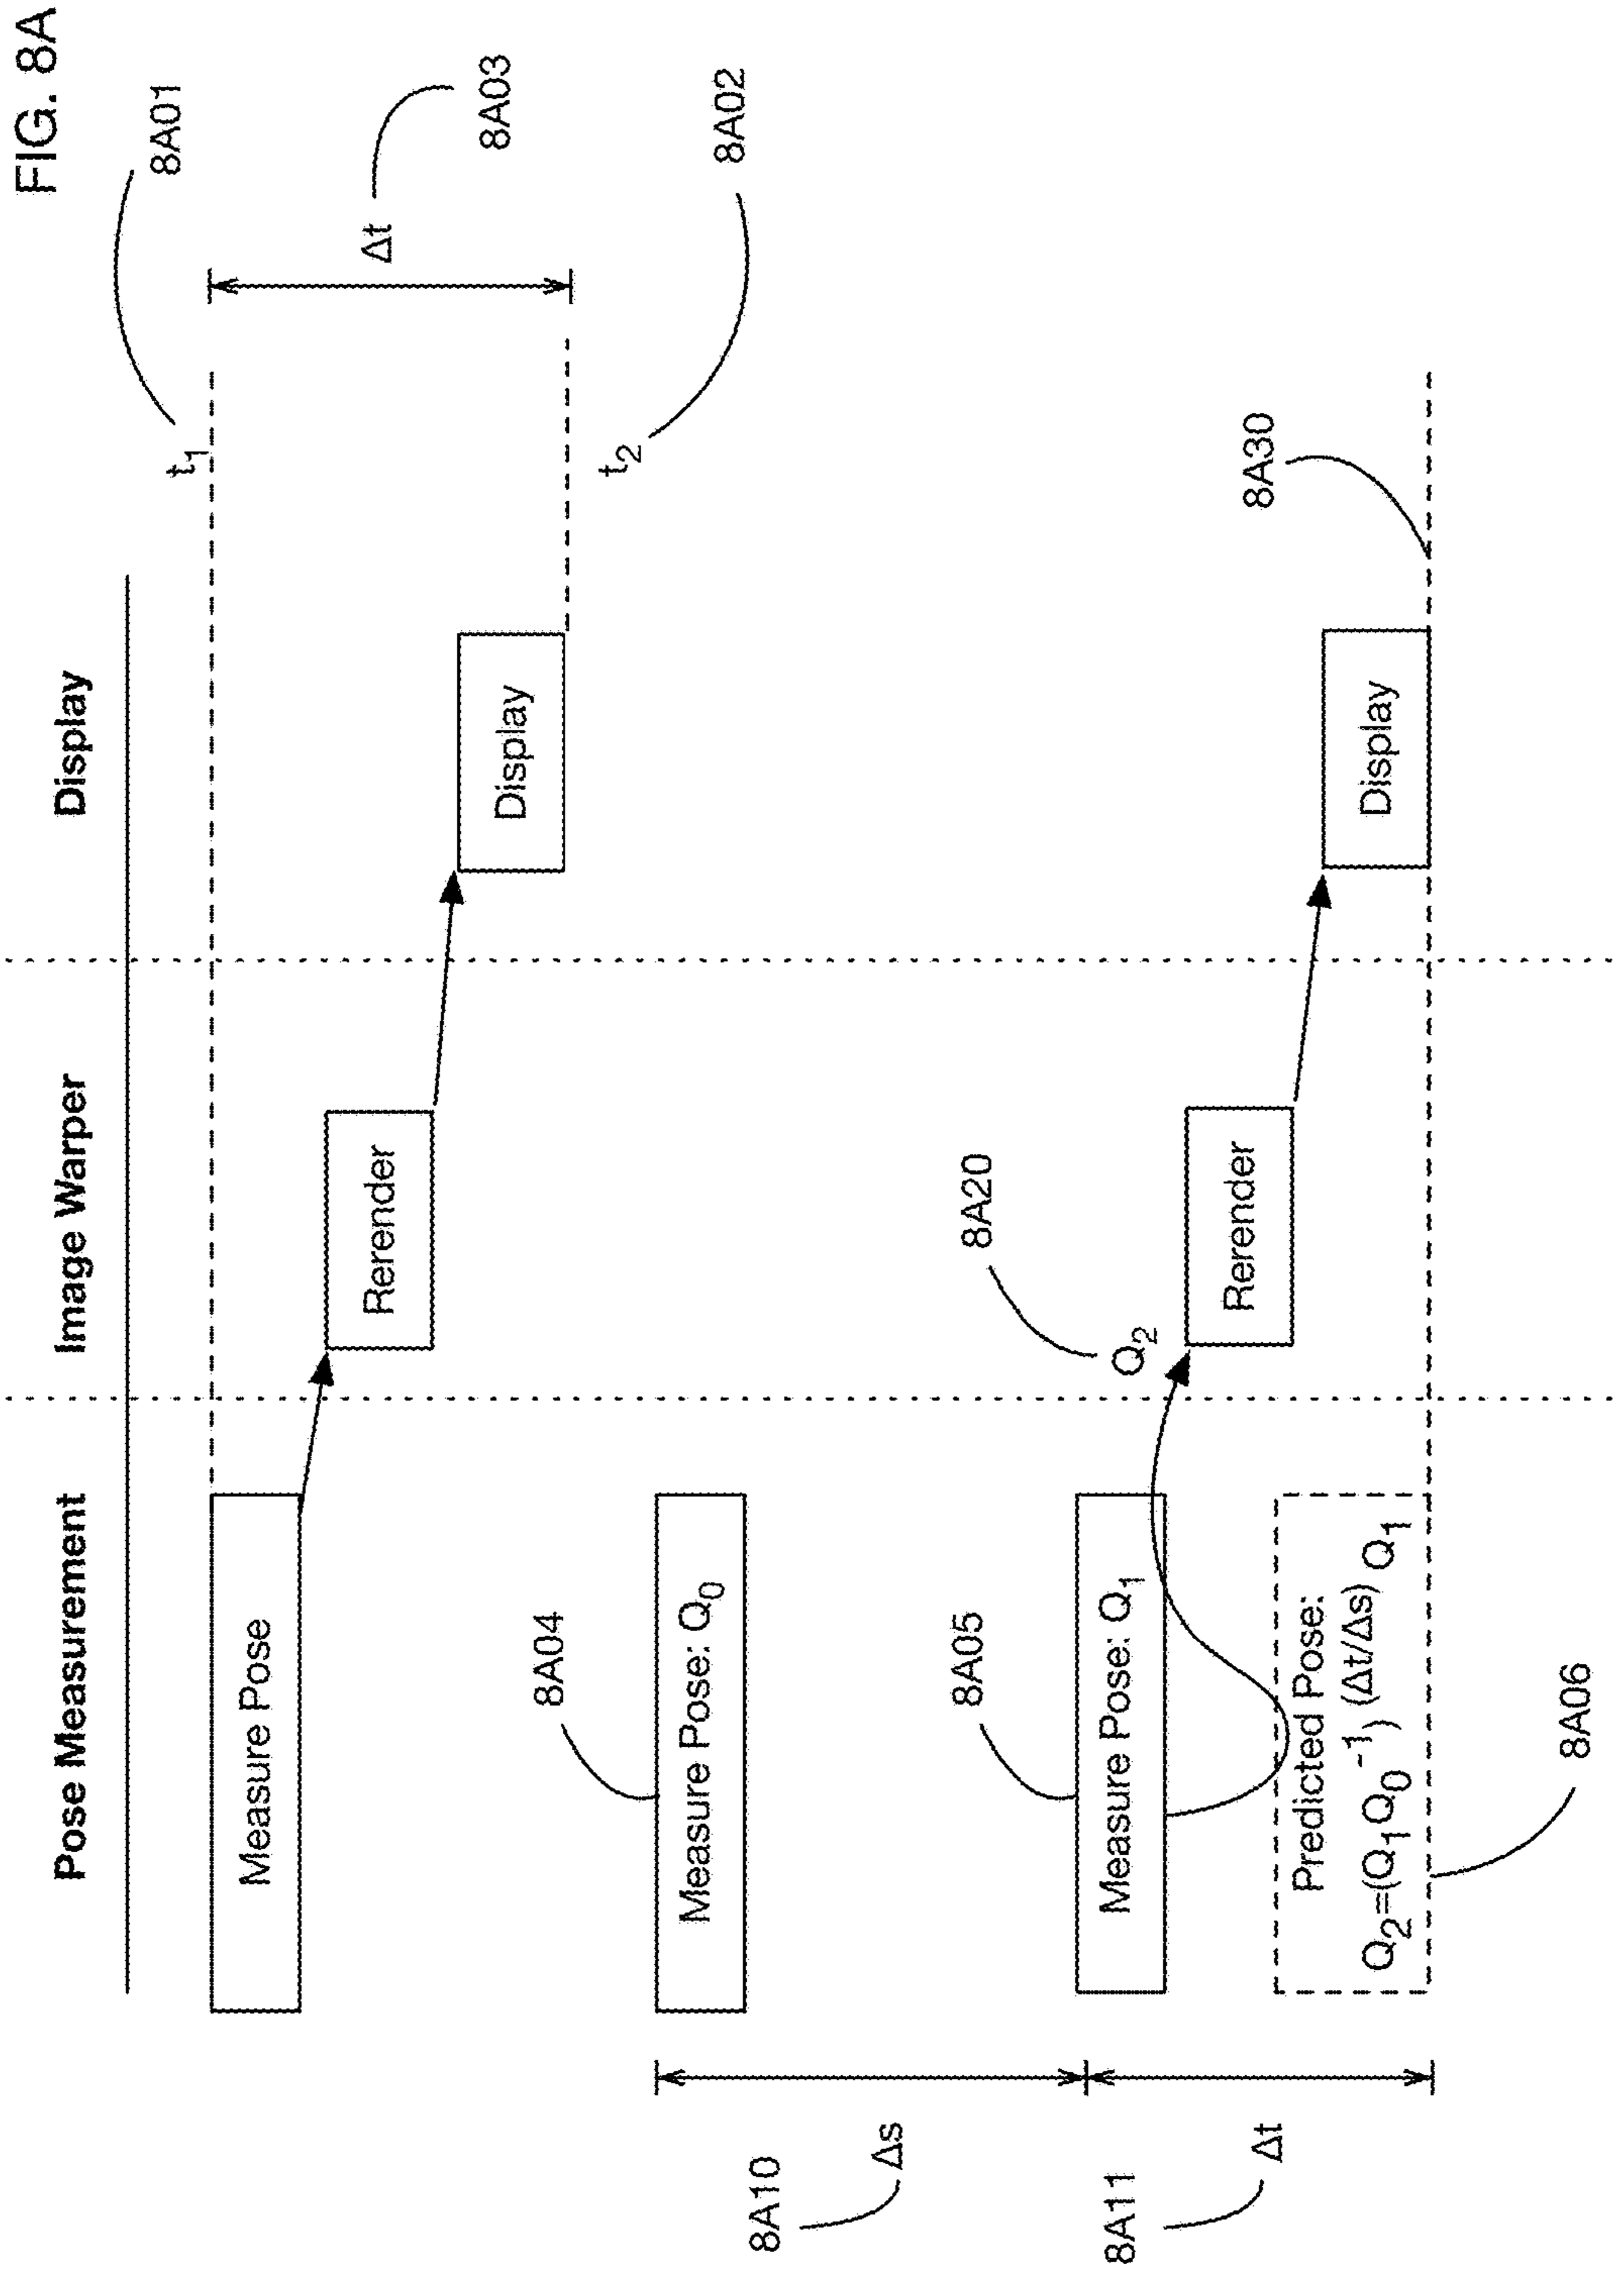 FIG. 8A
Pose Measurement
Image Warper
Display
t₁
8A01
Measure Pose
Rerender
Display
Δt
8A03
t₂
8A02
8A04
Measure Pose: Q₀
8A10
Δs
8A05
Measure Pose: Q₁
8A20
Q₂
Rerender
Display
8A30
8A11
Δt
Predicted Pose:
Q₂=(Q₁Q₀⁻¹) (Δt/Δs) Q₁
8A06